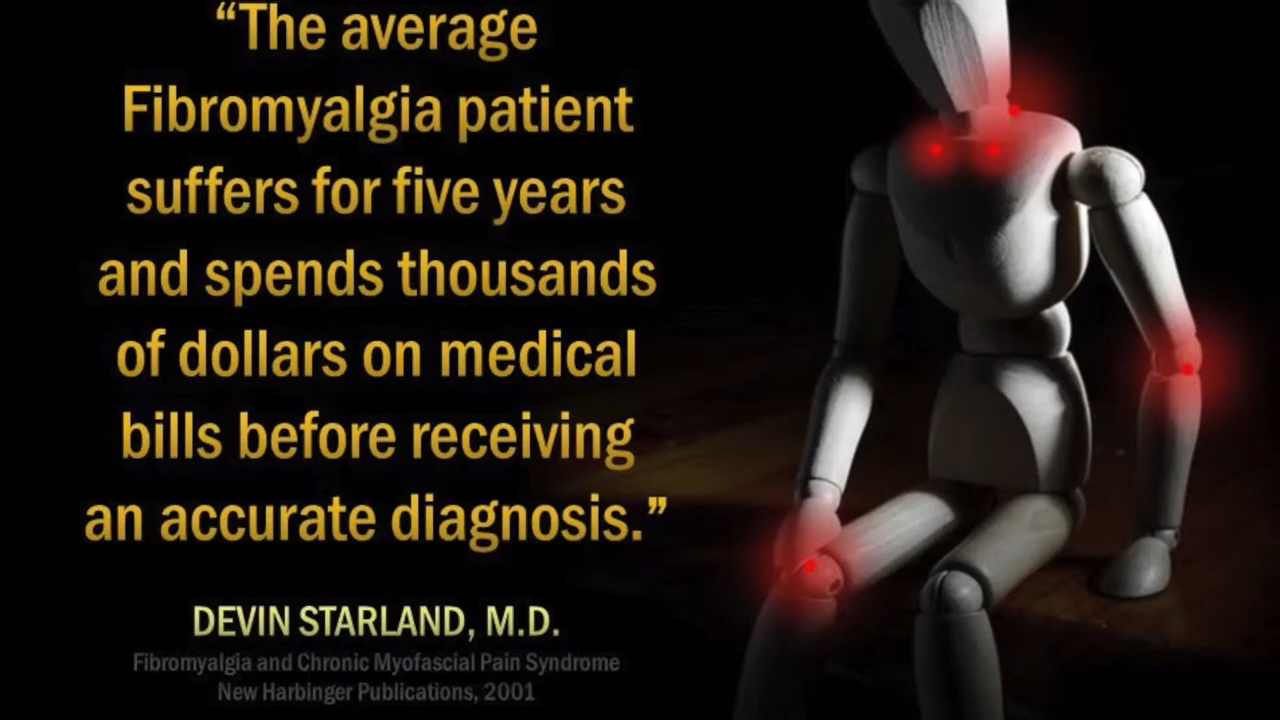 “The average
Fibromyalgia patient
suffers for five years
and spends thousands
of dollars on medical
bills before receiving
an accurate diagnosis.”
DEVIN STARLAND, M.D.
Fibromyalgia and Chronic Myofascial Pain Syndrome
New Harbinger Publications, 2001